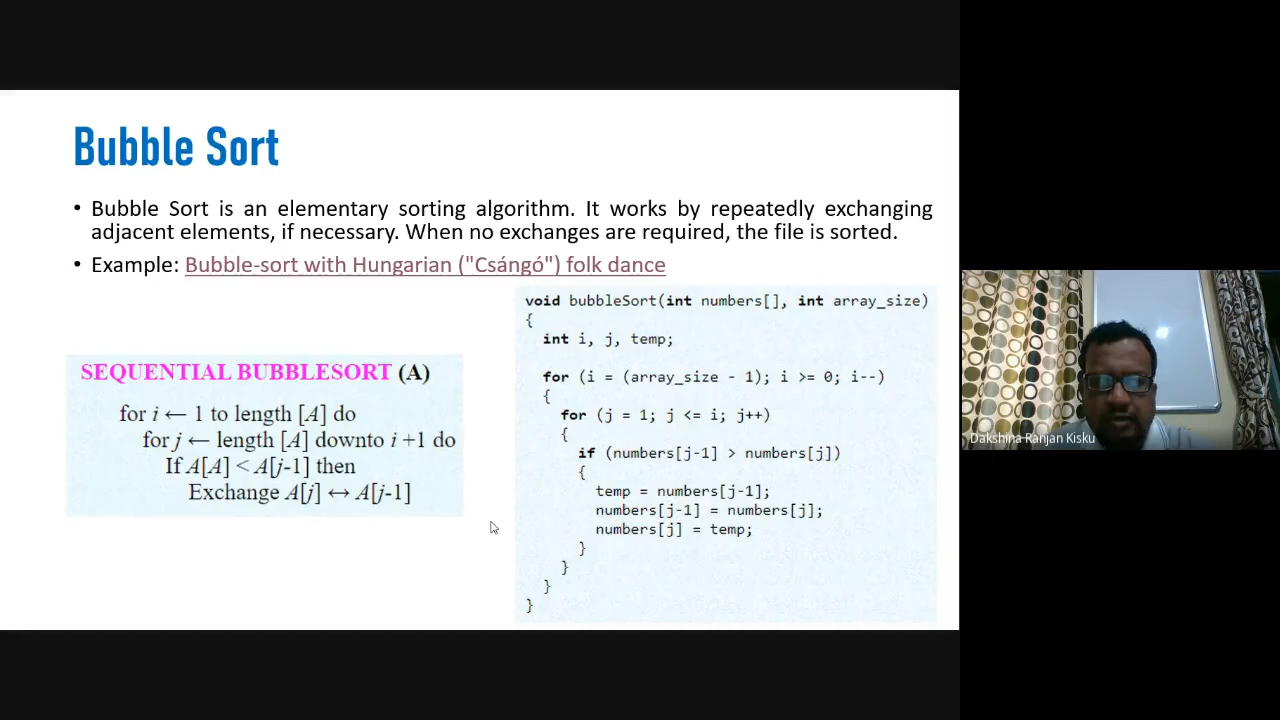 Bubble Sort
• Bubble Sort is an elementary sorting algorithm. It works by repeatedly exchanging
adjacent elements, if necessary. When no exchanges are required, the file is sorted.
• Example: Bubble-sort with Hungarian ("Csángó") folk dance
SEQUENTIAL BUBBLESORT (A)
for i ← 1 to length [A] do
for j ← length [A] downto i +1 do
If A[A] < A[j-1] then
Exchange A[j] ↔ A[j-1]
void bubbleSort(int numbers[], int array_size)
{
int i, j, temp;
for (i = (array_size - 1); i >= 0; i--)
{
for (j = 1; j <= i; j++)
{
if (numbers[j-1] > numbers[j])
{
temp = numbers[j-1];
numbers[j-1] = numbers[j];
numbers[j] = temp;
}
}
}
}
Dakshina Ranjan Kisku